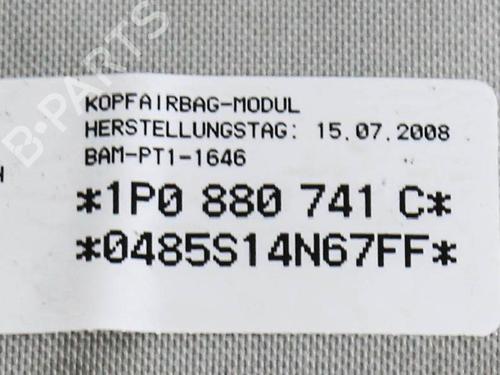 B-PARTS
KOPFAIRBAG-MODUL
HERSTELLUNGSTAG: 15.07.2008
BAM-PT1-1646
*1P0 880 741 C*
*0485S14N67FF*